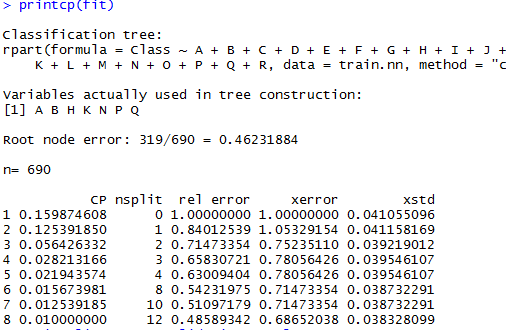 > printcp(fit)
Classification tree:
rpart(formula = Class ~ A + B + C + D + E + F + G + H + I + J +
K + L + M + N + O + P + Q + R, data = train.nn, method = "c
Variables actually used in tree construction:
[1] A B H K N P Q
Root node error: 319/690 = 0.46231884
n= 690
CP nsplit rel error xerror xstd
1 0.159874608 0 1.00000000 1.00000000 0.041055096
2 0.125391850 1 0.84012539 1.05329154 0.041158169
3 0.056426332 2 0.71473354 0.75235110 0.039219012
4 0.028213166 3 0.65830721 0.78056426 0.039546107
5 0.021943574 4 0.63009404 0.78056426 0.039546107
6 0.015673981 8 0.54231975 0.71473354 0.038732291
7 0.012539185 10 0.51097179 0.71473354 0.038732291
8 0.010000000 12 0.48589342 0.68652038 0.038328099